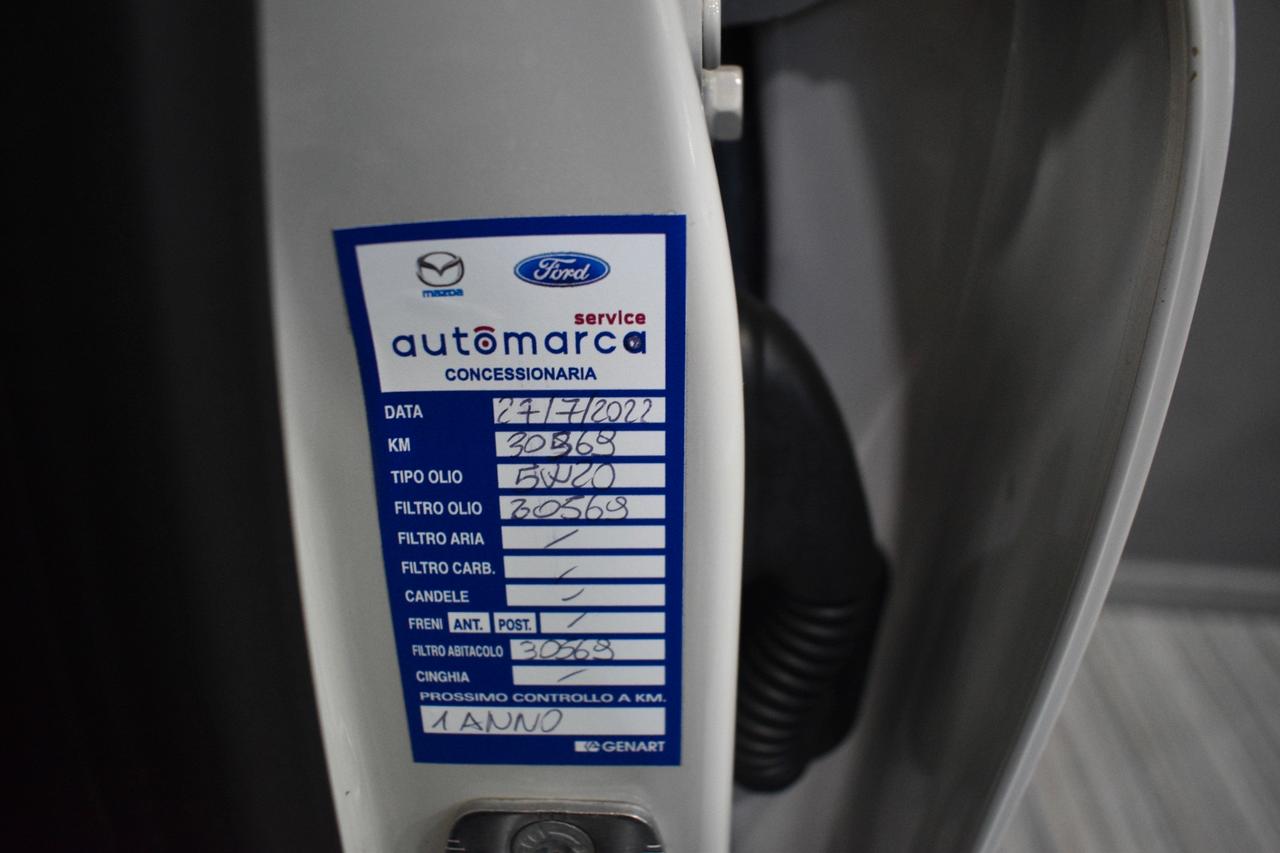 mazda Ford
service
automarca
CONCESSIONARIA
DATA 27/7/2022
KM 30569
TIPO OLIO 5W20
FILTRO OLIO 30569
FILTRO ARIA /
FILTRO CARB. /
CANDELE /
FRENI ANT. POST. /
FILTRO ABITACOLO 30569
CINGHIA /
PROSSIMO CONTROLLO A KM.
1 ANNO
GENART